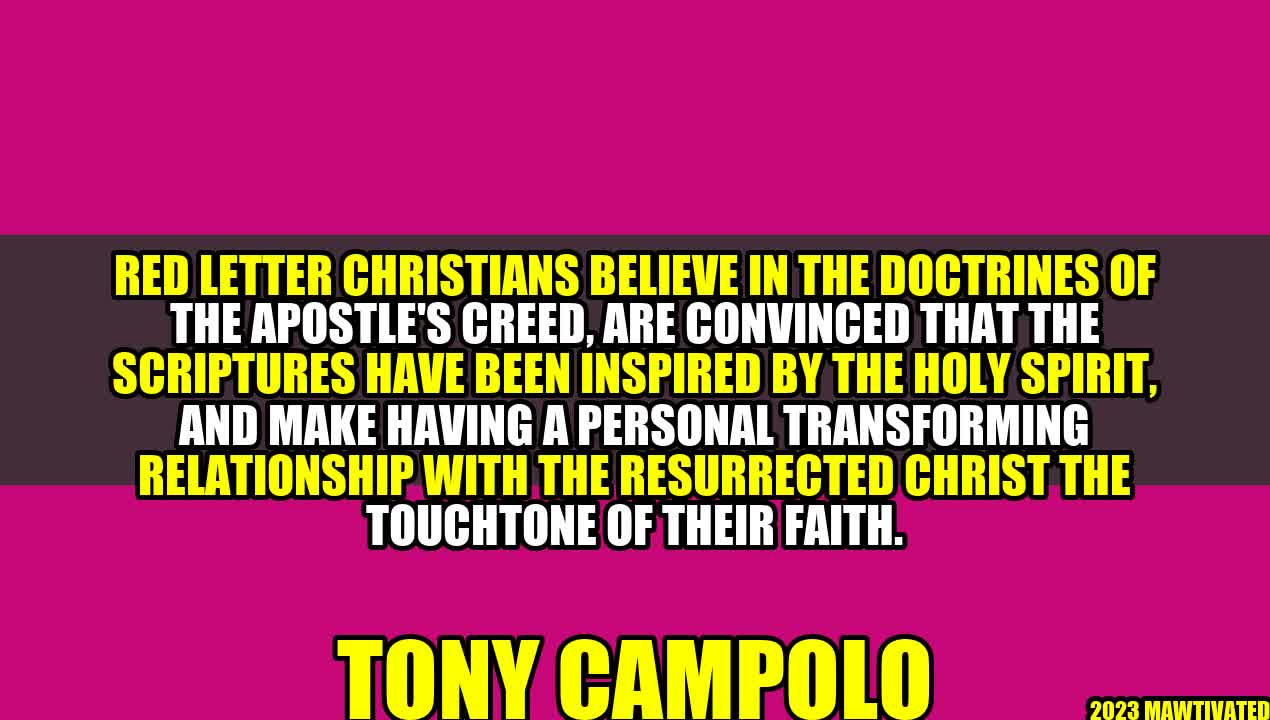 RED LETTER CHRISTIANS BELIEVE IN THE DOCTRINES OF
THE APOSTLE'S CREED, ARE CONVINCED THAT THE
SCRIPTURES HAVE BEEN INSPIRED BY THE HOLY SPIRIT,
AND MAKE HAVING A PERSONAL TRANSFORMING
RELATIONSHIP WITH THE RESURRECTED CHRIST THE
TOUCHTONE OF THEIR FAITH.
TONY CAMPOLO
2023 MAWTIVATED